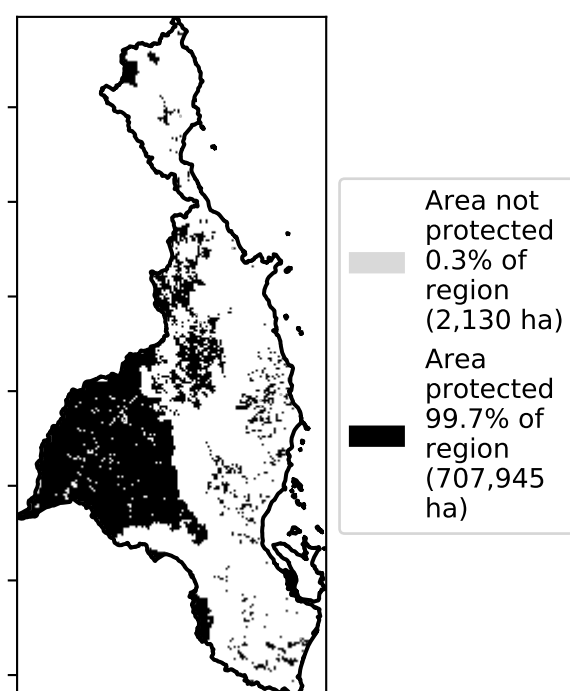 Area not
protected
0.3% of
region
(2,130 ha)
Area
protected
99.7% of
region
(707,945
ha)